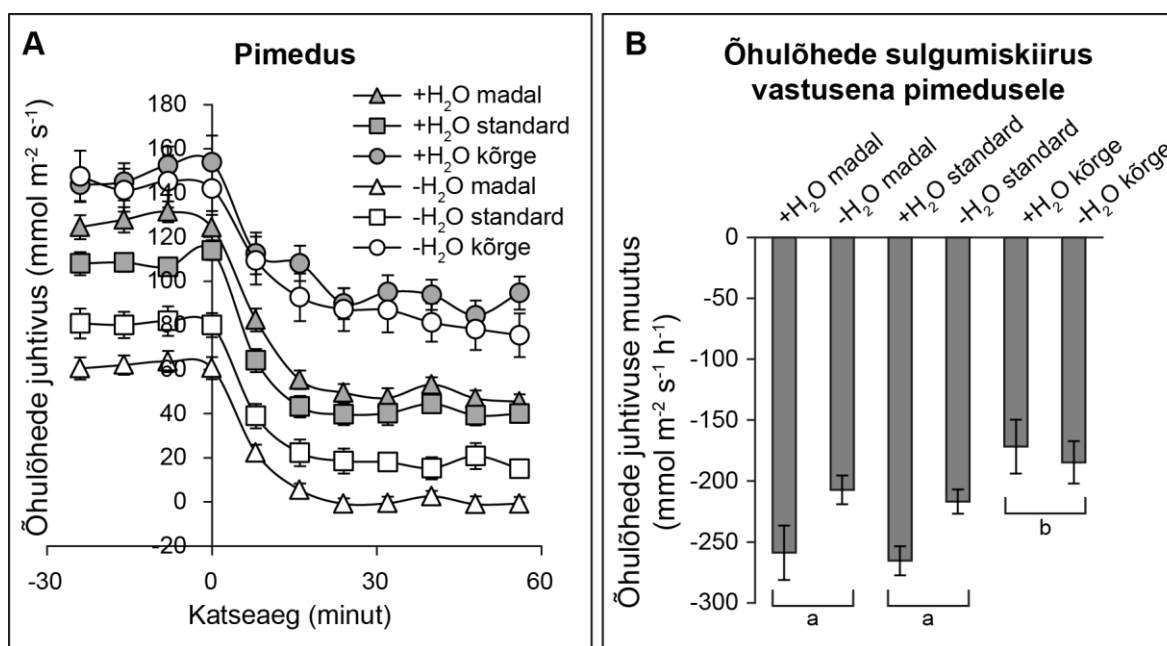 A
Pimedus
Õhulõhede juhtivus (mmol m⁻² s⁻¹)
180
160
140
120
100
80
60
40
20
0
-20
-30
0
30
60
Katseaeg (minut)
+H₂O madal
+H₂O standard
+H₂O kõrge
-H₂O madal
-H₂O standard
-H₂O kõrge
B
Õhulõhede sulgumiskiirus
vastusena pimedusele
+H₂O madal
-H₂O madal
+H₂O standard
-H₂O standard
+H₂O kõrge
-H₂O kõrge
Õhulõhede juhtivuse muutus
(mmol m⁻² s⁻¹ h⁻¹)
0
-50
-100
-150
-200
-250
-300
a
a
b